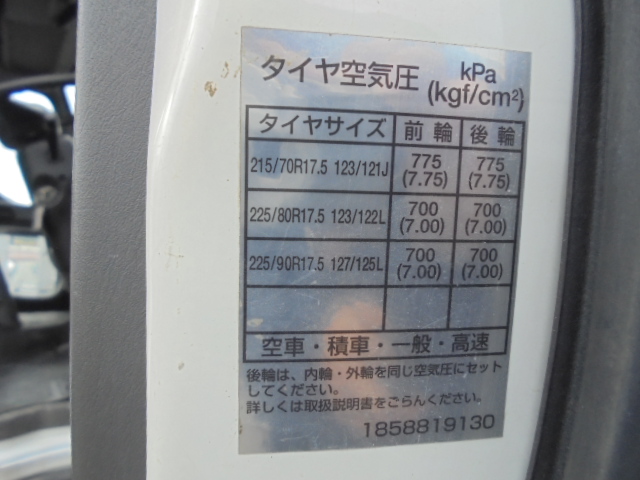 タイヤ空気圧 kPa
(kgf/cm²)
タイヤサイズ 前輪 後輪
215/70R17.5 123/121J 775 (7.75) 775 (7.75)
225/80R17.5 123/122L 700 (7.00) 700 (7.00)
225/90R17.5 127/125L 700 (7.00) 700 (7.00)
空車・積車・一般・高速
後輪は、内輪・外輪を同じ空気圧にセット
してください。
詳しくは取扱説明書をごらんください。
1858819130